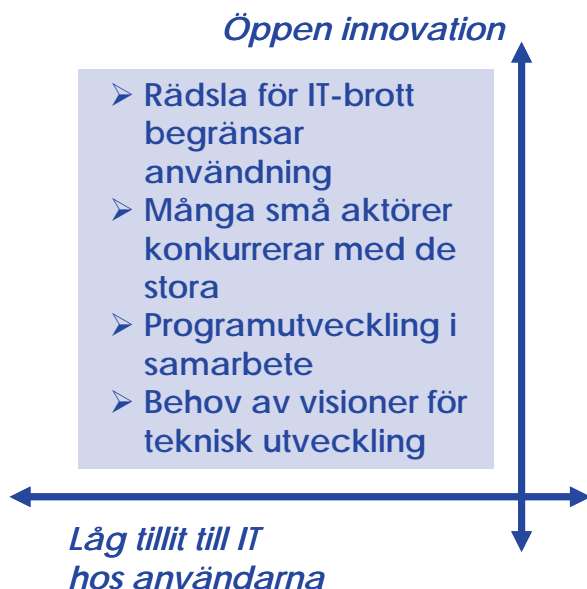 Öppen innovation
➢ Rädsla för IT-brott
begränsar
användning
➢ Många små aktörer
konkurrerar med de
stora
➢ Programutveckling i
samarbete
➢ Behov av visioner för
teknisk utveckling
Låg tillit till IT
hos användarna